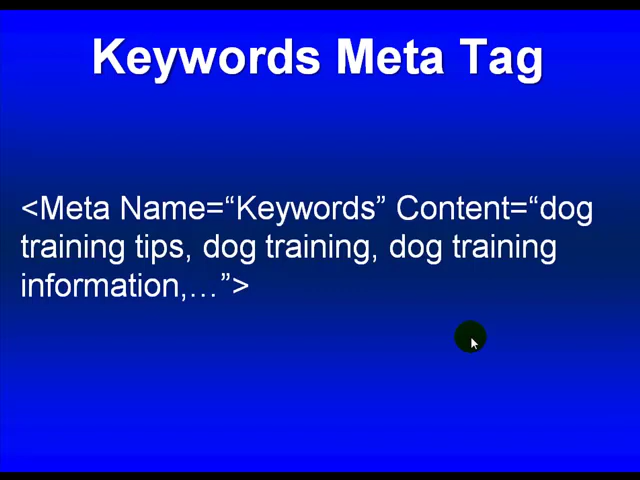 Keywords Meta Tag
<Meta Name=“Keywords” Content=“dog
training tips, dog training, dog training
information,…”>